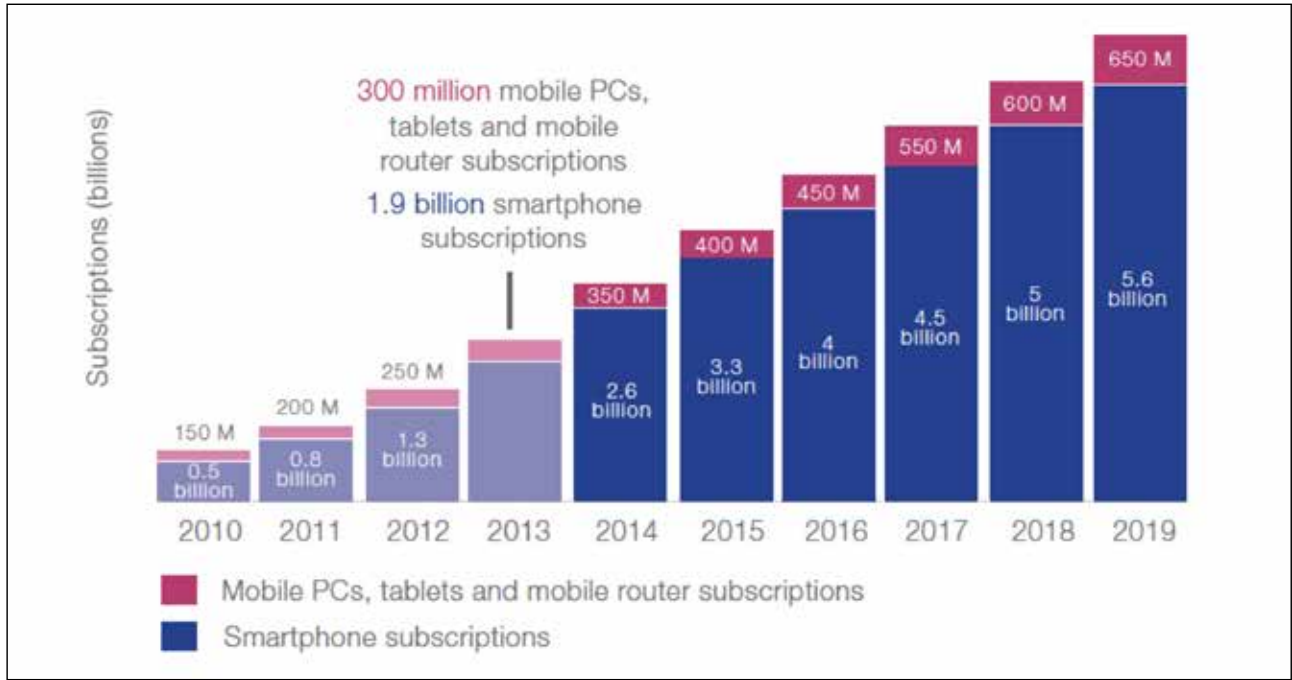 Subscriptions (billions)
300 million mobile PCs,
tablets and mobile
router subscriptions
1.9 billion smartphone
subscriptions
150 M
0.5
billion
200 M
0.8
billion
250 M
1.3
billion
350 M
2.6
billion
400 M
3.3
billion
450 M
4
billion
550 M
4.5
billion
600 M
5
billion
650 M
5.6
billion
2010 2011 2012 2013 2014 2015 2016 2017 2018 2019
Mobile PCs, tablets and mobile router subscriptions
Smartphone subscriptions